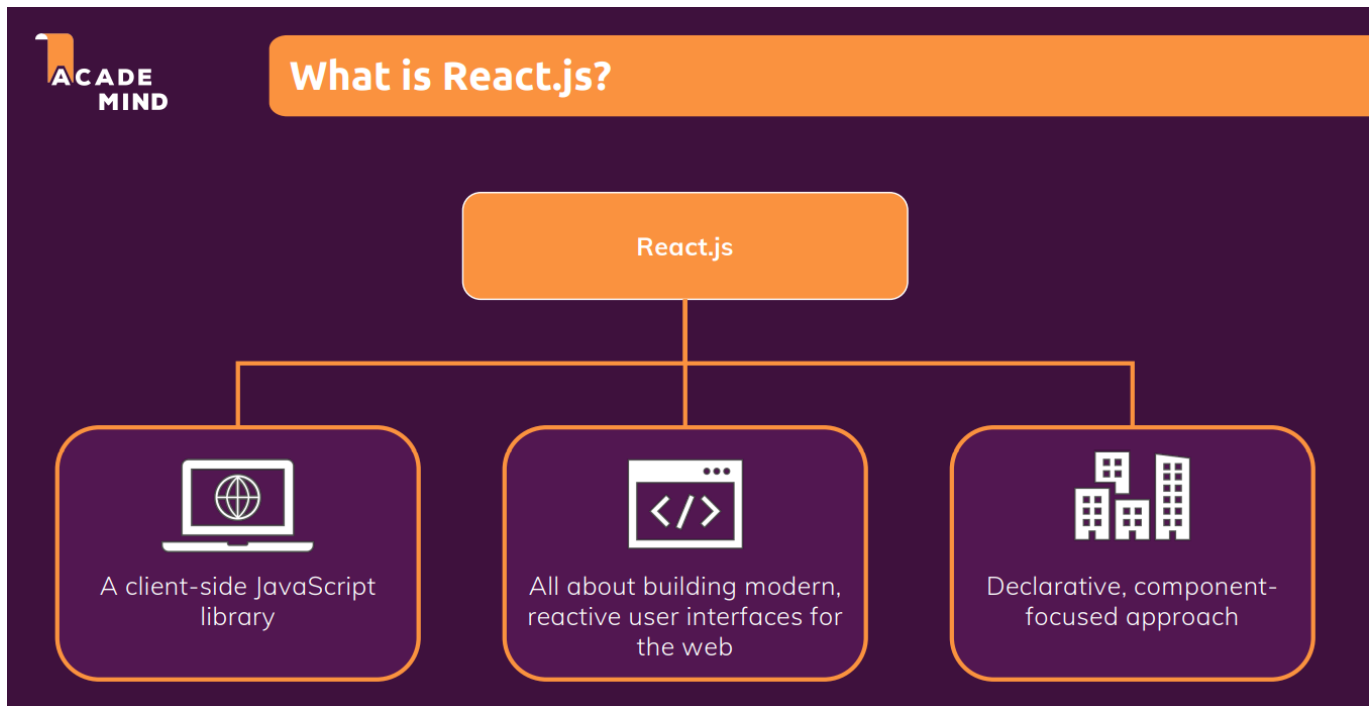 ACADE
MIND
What is React.js?
React.js
A client-side JavaScript
library
</>
All about building modern,
reactive user interfaces for
the web
Declarative, component-
focused approach